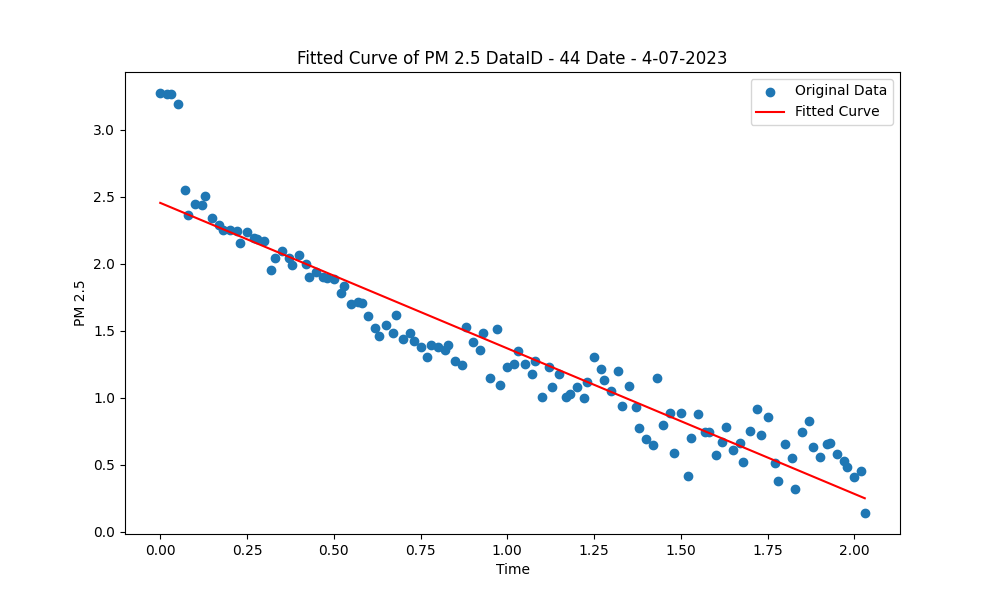 Fitted Curve of PM 2.5 DataID - 44 Date - 4-07-2023
Original Data
Fitted Curve
3.0
2.5
2.0
1.5
1.0
0.5
0.0
PM 2.5
0.00 0.25 0.50 0.75 1.00 1.25 1.50 1.75 2.00
Time